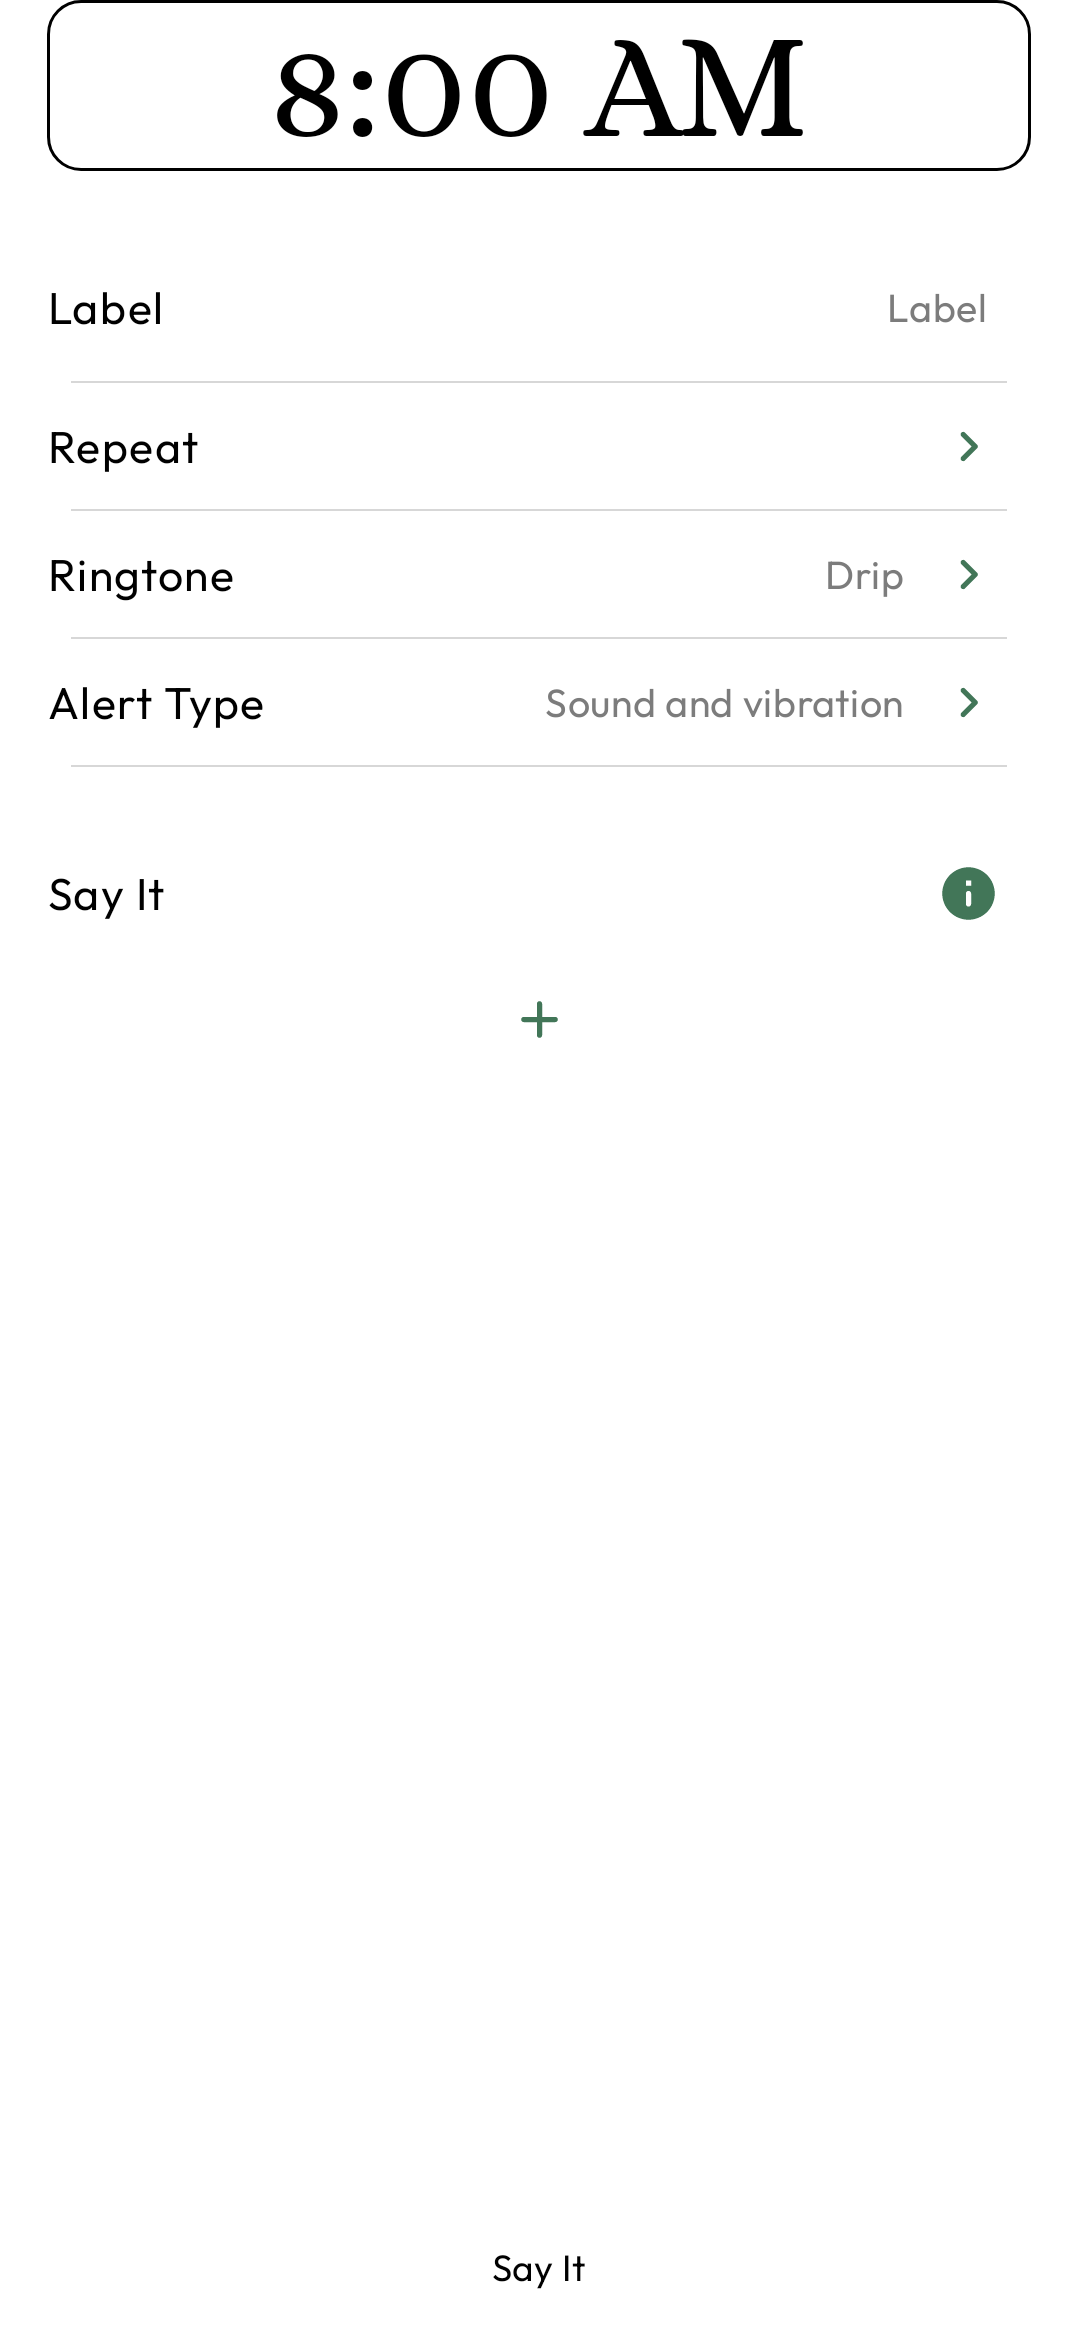 8:00 AM
Label Label
Repeat
Ringtone Drip
Alert Type Sound and vibration
Say It
Say It